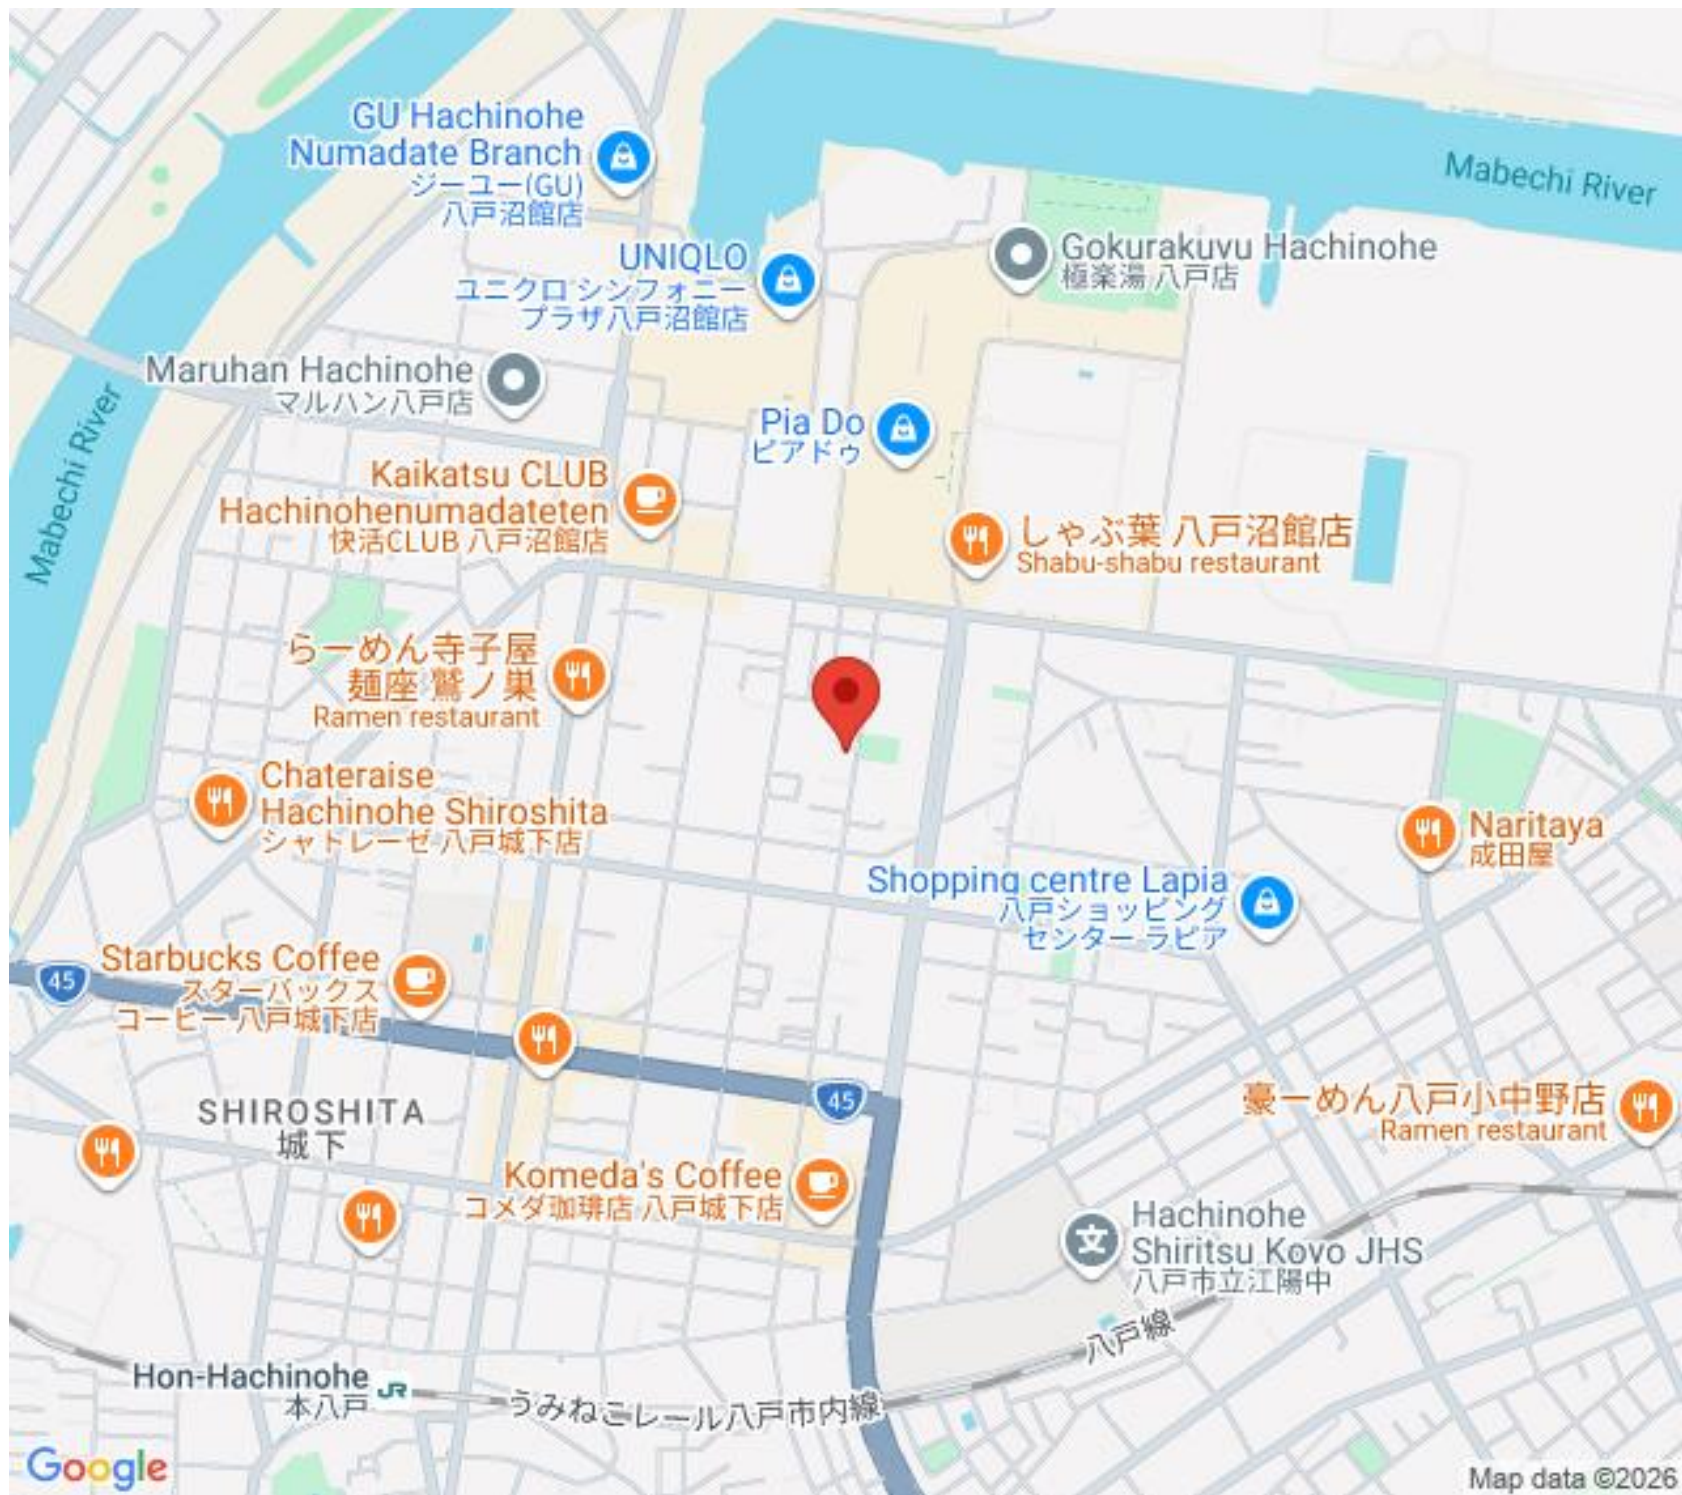 GU Hachinohe
Numadate Branch
ジーユー(GU)
八戸沼館店
Mabechi River
UNIQLO
ユニクロ シンフォニー
プラザ八戸沼館店
Gokurakuyu Hachinohe
極楽湯 八戸店
Maruhan Hachinohe
マルハン八戸店
Mabechi River
Pia Do
ピアドゥ
Kaikatsu CLUB
Hachinohenumadateten
快活CLUB 八戸沼館店
しゃぶ葉 八戸沼館店
Shabu-shabu restaurant
らーめん寺子屋
麺座 鷲ノ巣
Ramen restaurant
Chateraise
Hachinohe Shiroshita
シャトレーゼ 八戸城下店
Naritaya
成田屋
Shopping centre Lapia
八戸ショッピング
センター ラピア
Starbucks Coffee
スターバックス
コーヒー 八戸城下店
45
45
SHIROSHITA
城下
豪ーめん八戸小中野店
Ramen restaurant
Komeda's Coffee
コメダ珈琲店 八戸城下店
文
Hachinohe
Shiritsu Koyo JHS
八戸市立江陽中
八戸線
Hon-Hachinohe
本八戸
JR
うみねこレール八戸市内線
Google
Map data ©2026